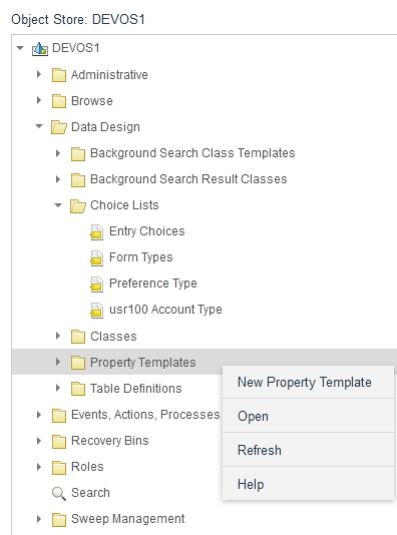 Object Store: DEVOS1
DEVOS1
Administrative
Browse
Data Design
Background Search Class Templates
Background Search Result Classes
Choice Lists
Entry Choices
Form Types
Preference Type
usr100 Account Type
Classes
Property Templates
Table Definitions
Events, Actions, Processes
Recovery Bins
Roles
Search
Sweep Management
New Property Template
Open
Refresh
Help